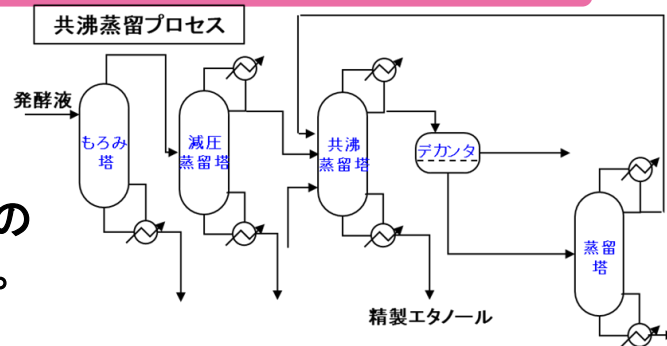 共沸蒸留プロセス
発酵液
もろみ
塔
減圧
蒸留塔
共沸
蒸留塔
デカンタ
蒸留
塔
の
。
精製エタノール